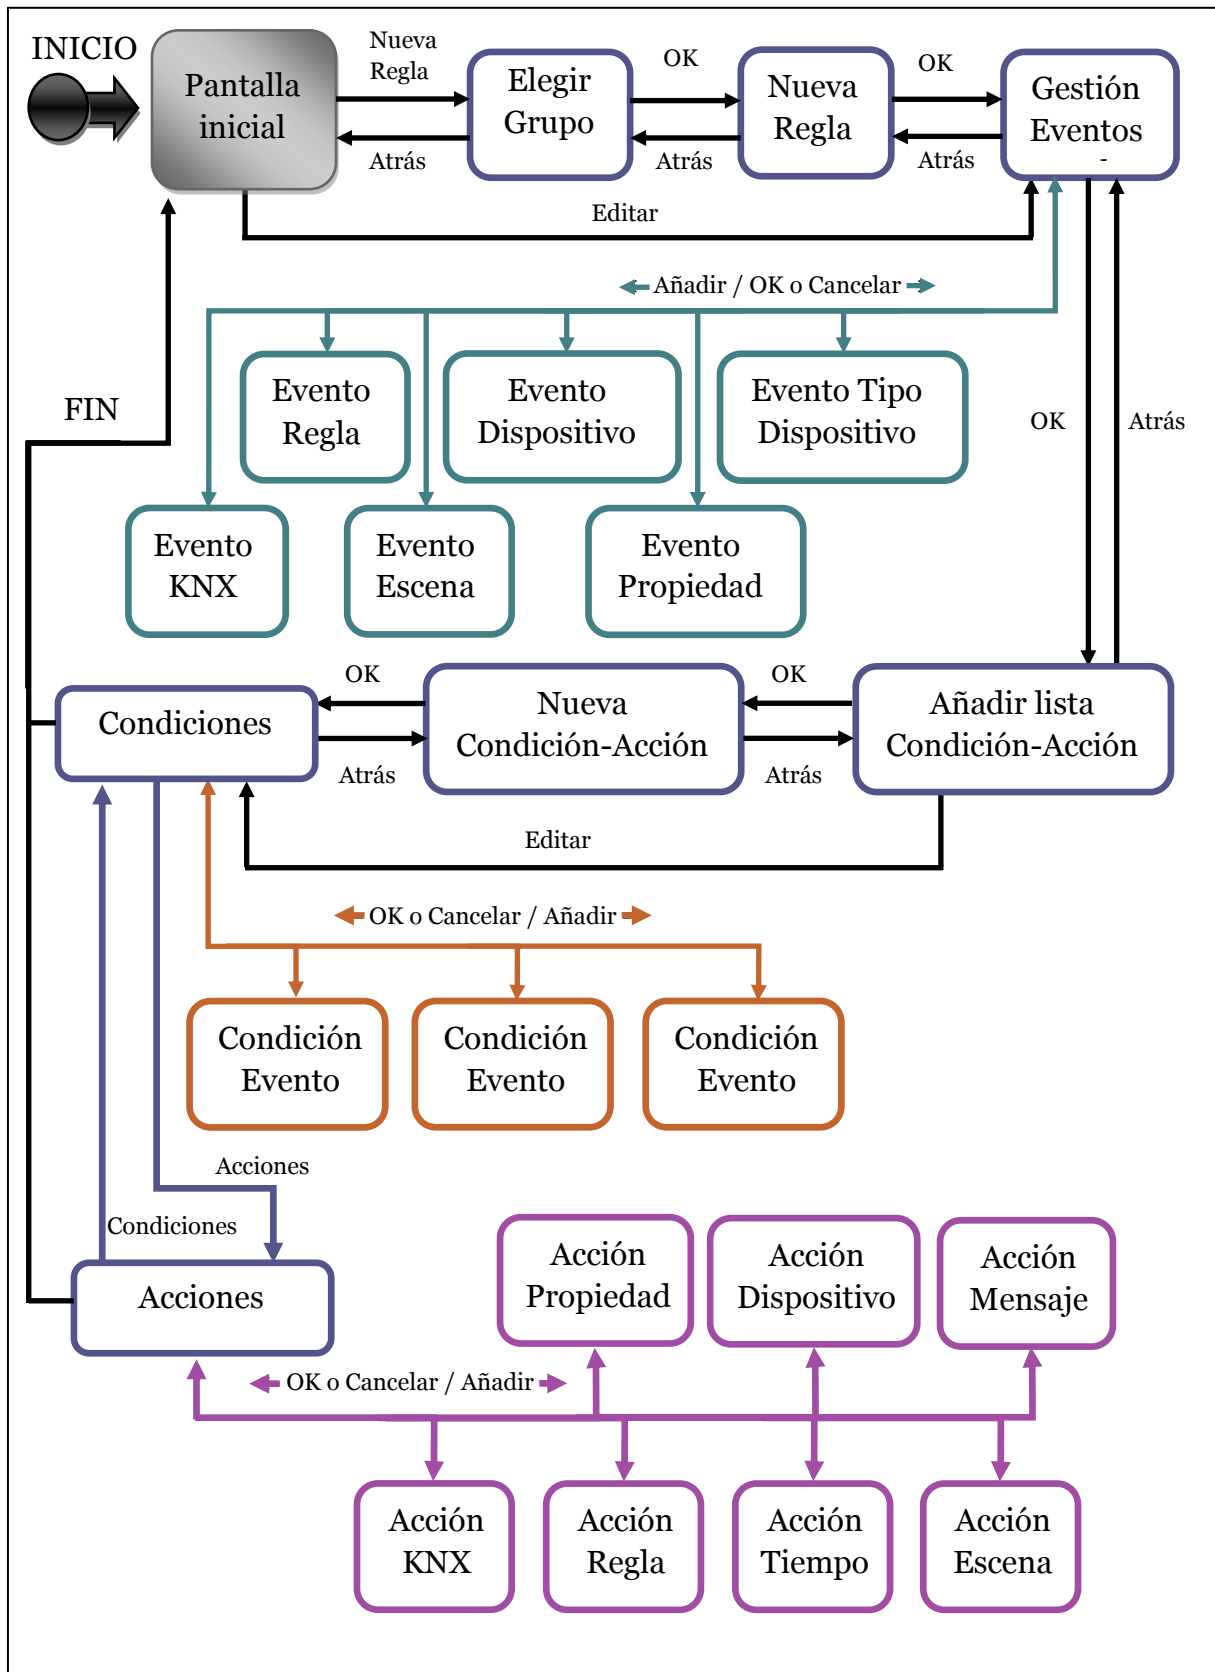 INICIO
Pantalla
inicial
Nueva
Regla
Atrás
Elegir
Grupo
OK
Atrás
Nueva
Regla
OK
Atrás
Gestión
Eventos
-
Editar
Añadir / OK o Cancelar
FIN
Evento
Regla
Evento
Dispositivo
Evento Tipo
Dispositivo
OK
Atrás
Evento
KNX
Evento
Escena
Evento
Propiedad
Condiciones
OK
Atrás
Nueva
Condición-Acción
OK
Atrás
Añadir lista
Condición-Acción
Editar
OK o Cancelar / Añadir
Condición
Evento
Condición
Evento
Condición
Evento
Acciones
Condiciones
Acciones
Acción
Propiedad
Acción
Dispositivo
Acción
Mensaje
OK o Cancelar / Añadir
Acción
KNX
Acción
Regla
Acción
Tiempo
Acción
Escena